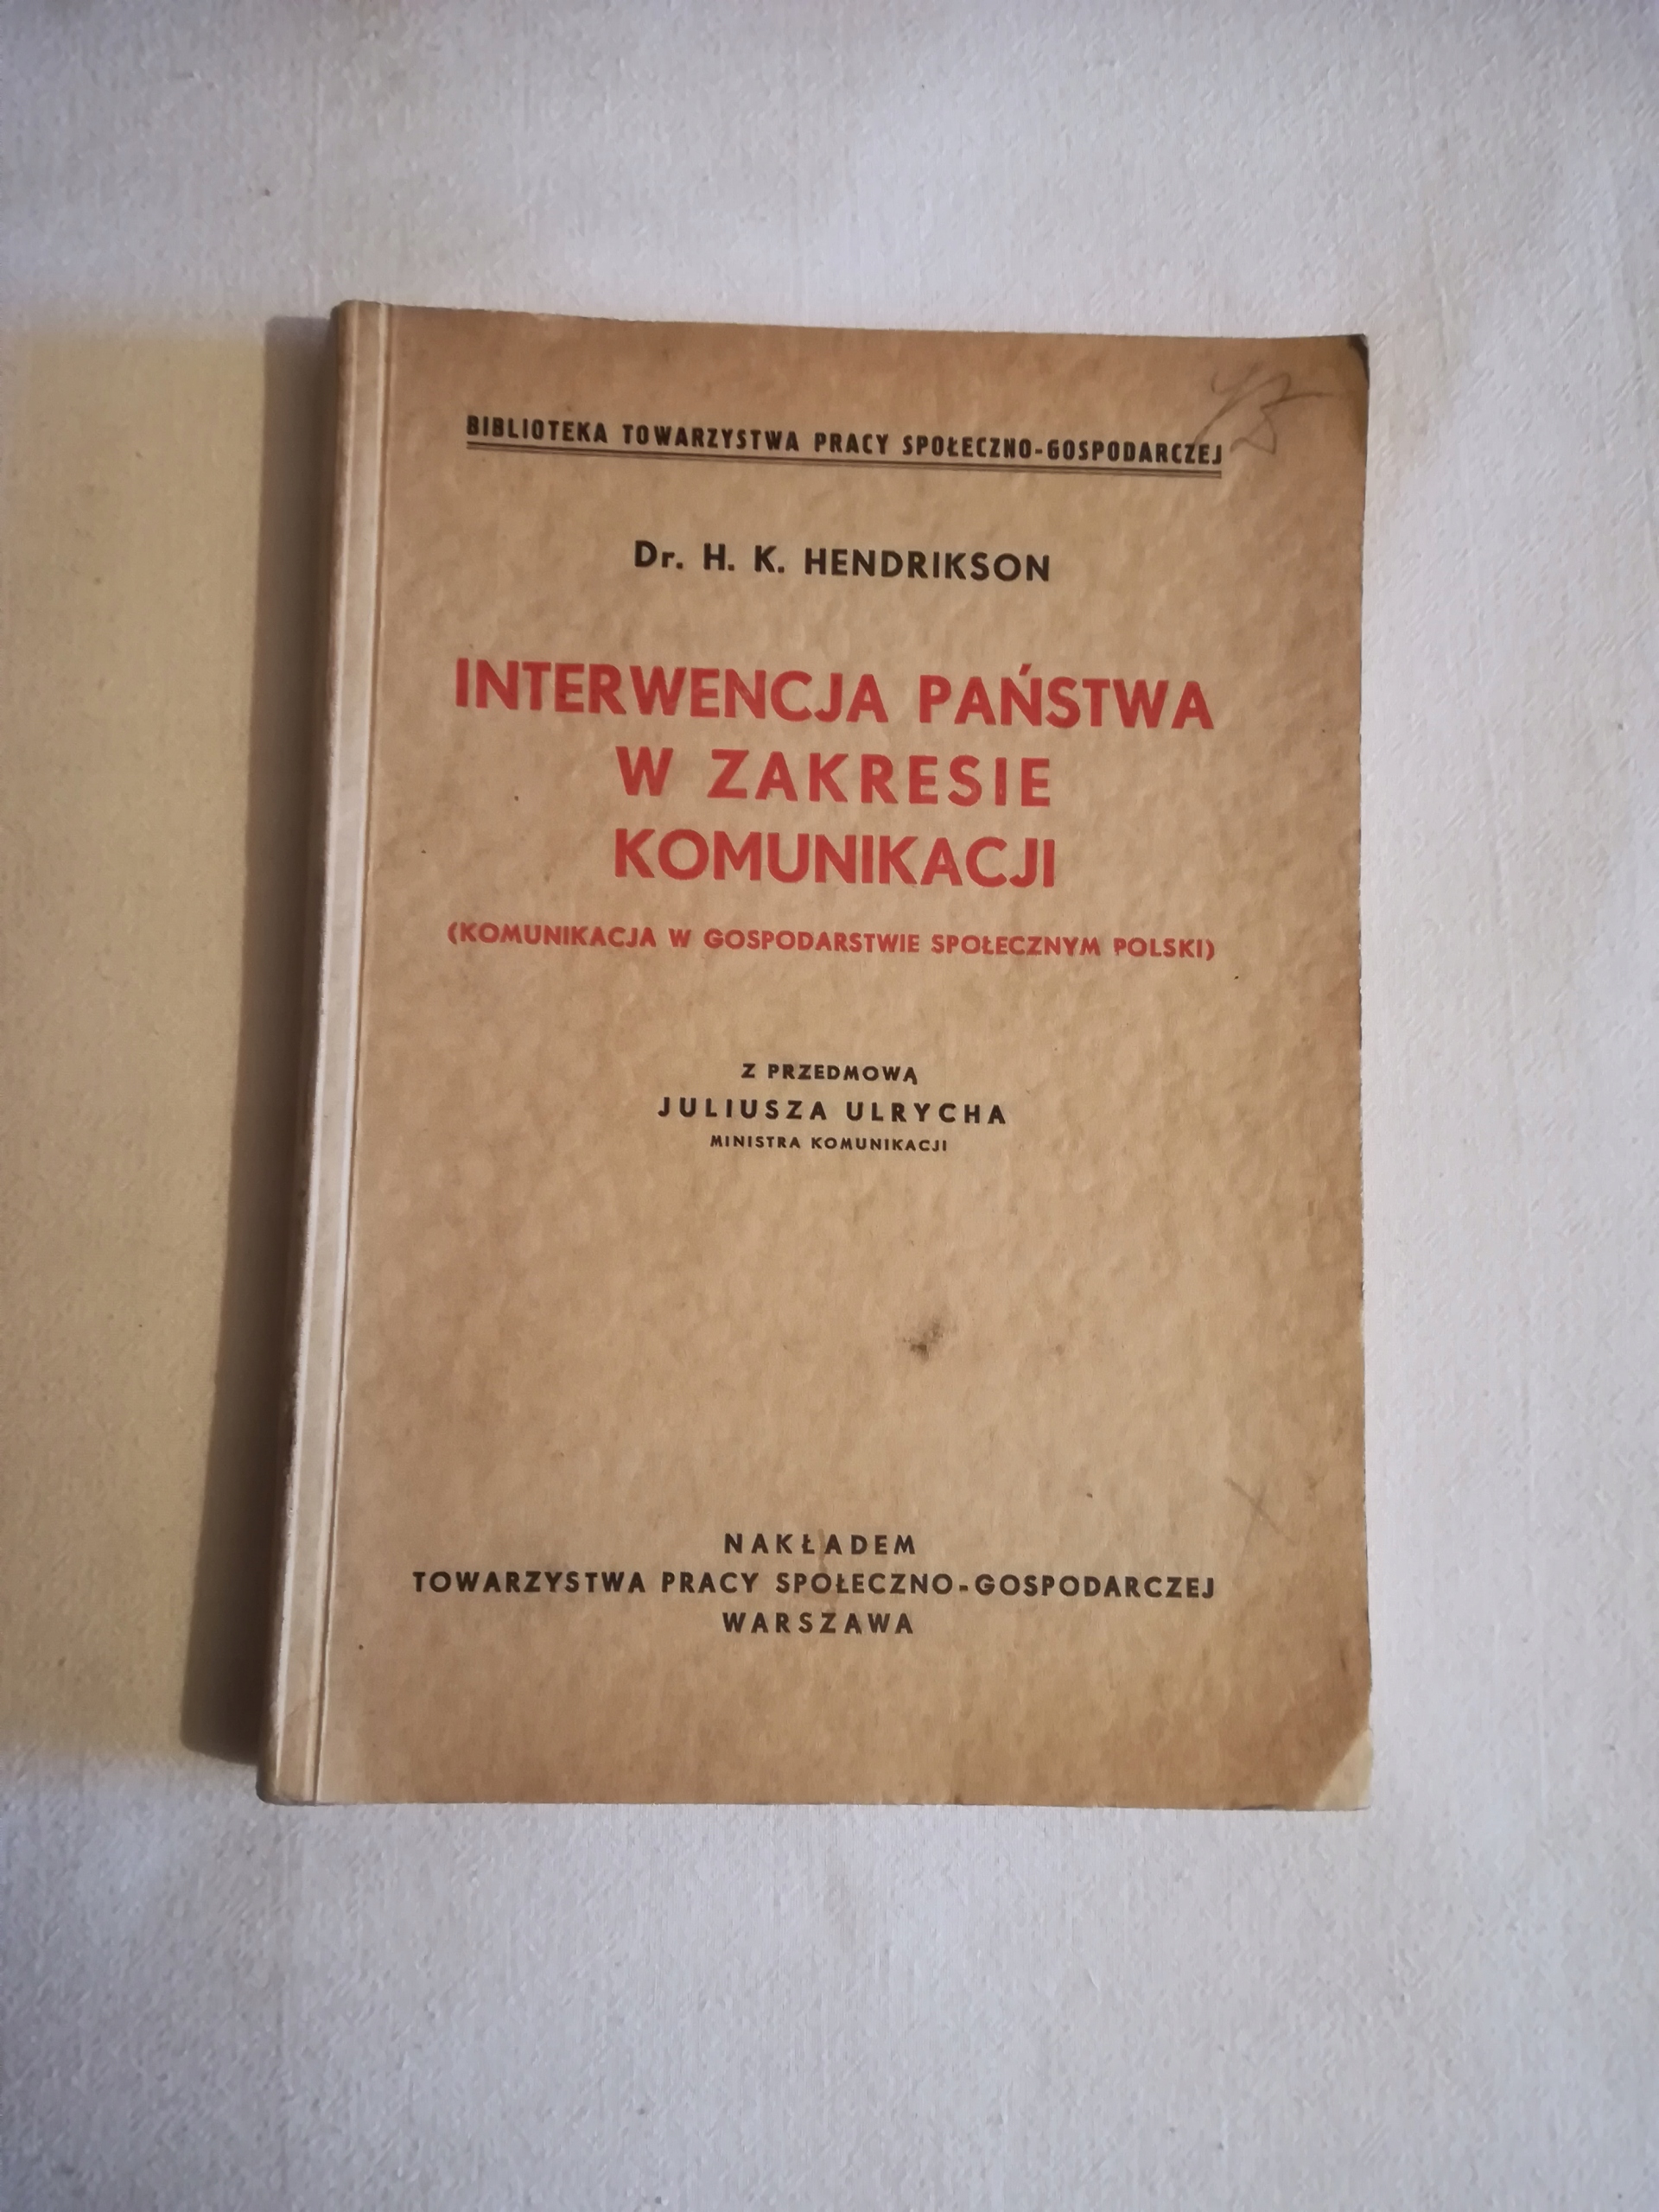 BIBLIOTEKA TOWARZYSTWA PRACY SPOŁECZNO-GOSPODARCZEJ
Dr. H. K. HENDRIKSON
INTERWENCJA PAŃSTWA
W ZAKRESIE
KOMUNIKACJI
(KOMUNIKACJA W GOSPODARSTWIE SPOŁECZNYM POLSKI)
Z PRZEDMOWĄ
JULIUSZA ULRYCHA
MINISTRA KOMUNIKACJI
NAKŁADEM
TOWARZYSTWA PRACY SPOŁECZNO-GOSPODARCZEJ
WARSZAWA